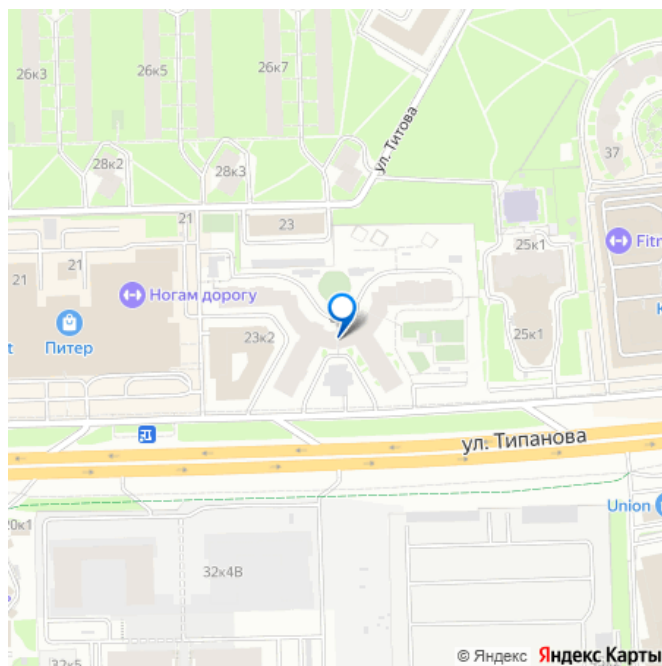 26к3
26к5
26к7
ул. Титова
37
28к2
28к3
21
23
25к1
Fitn
21
21
Ногам дорогу
Питер
23к2
25к1
К
ул. Типанова
Union
20к1
32к4В
32к5
© Яндекс Яндекс Карты